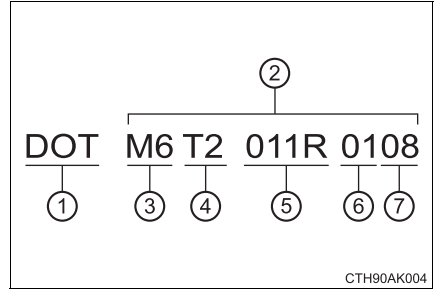 ②
DOT M6 T2 011R 0108
① ③ ④ ⑤ ⑥ ⑦
CTH90AK004